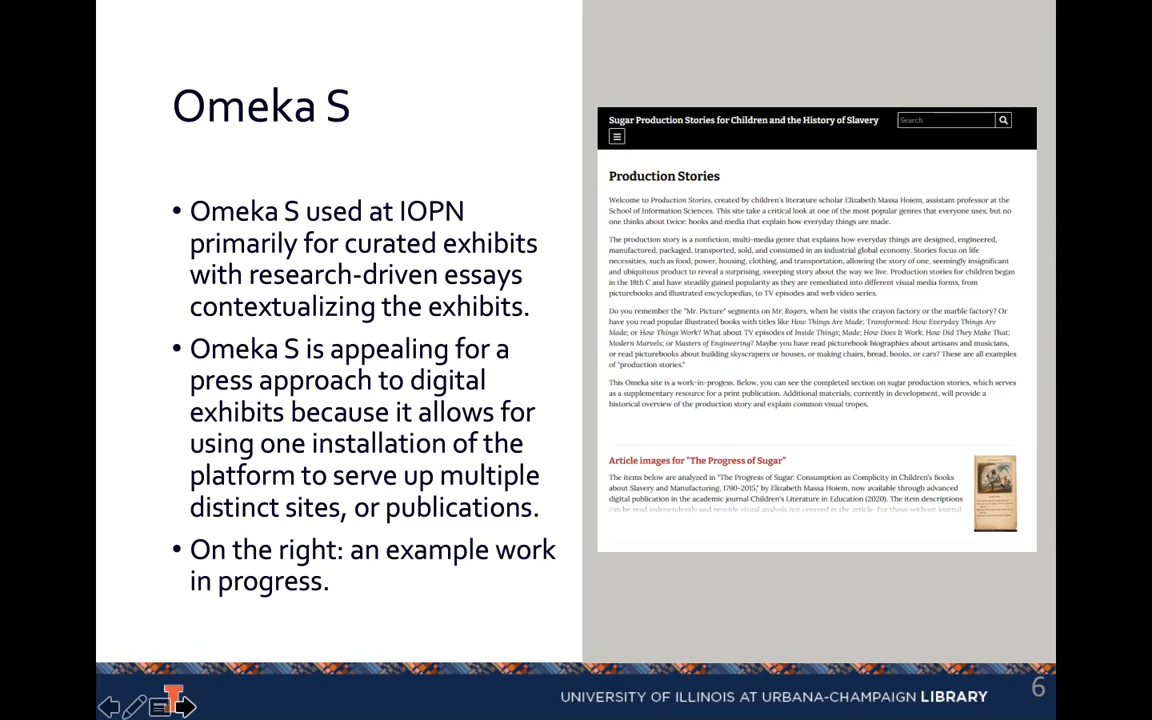 Omeka S
• Omeka S used at IOPN
primarily for curated exhibits
with research-driven essays
contextualizing the exhibits.
• Omeka S is appealing for a
press approach to digital
exhibits because it allows for
using one installation of the
platform to serve up multiple
distinct sites, or publications.
• On the right: an example work
in progress.
Sugar Production Stories for Children and the History of Slavery
Search
Production Stories
Welcome to Production Stories, created by children's literature scholar Elizabeth Massa Hoiem, assistant professor at the
School of Information Sciences. This site take a critical look at one of the most popular genres that everyone uses, but no
one thinks about twice: books and media that explain how everyday things are made.
The production story is a nonfiction, multi-media genre that explains how everyday things are designed, engineered,
manufactured, packaged, transported, sold, and consumed in an industrial global economy. Stories focus on life
necessities, such as food, power, housing, clothing, and transportation, allowing the story of one, seemingly insignificant
and ubiquitous product to reveal a surprising, sweeping story about the way we live. Production stories for children began
in the 18th C and have steadily gained popularity as they are remediated into different visual media forms, from
picturebooks and illustrated encyclopedias, to TV episodes and web video series.
Do you remember the "Mr. Picture" segments on Mr. Rogers, when he visits the crayon factory or the marble factory? Or
have you read popular illustrated books with titles like How Things Are Made; Transformed: How Everyday Things Are
Made; or How Things Work? What about TV episodes of Inside Things; Made; How Does It Work; How Did They Make That;
Modern Marvels; or Masters of Engineering? Maybe you have read picturebook biographies about artisans and musicians,
or read picturebooks about building skyscrapers or houses, or making chairs, bread, books, or cars? These are all examples
of "production stories."
This Omeka site is a work-in-progess. Below, you can see the completed section on sugar production stories, which serves
as a supplementary resource for a print publication. Additional materials, currently in development, will provide a
historical overview of the production story and explain common visual tropes.
Article images for "The Progress of Sugar"
The items below are analyzed in "The Progress of Sugar: Consumption as Complicity in Children's Books
about Slavery and Manufacturing, 1790-2015," by Elizabeth Massa Hoiem, now available through advanced
digital publication in the academic journal Children's Literature in Education (2020). The item descriptions
can be read independently and provide visual analysis not covered in the article. For those without journal
UNIVERSITY OF ILLINOIS AT URBANA-CHAMPAIGN LIBRARY
6